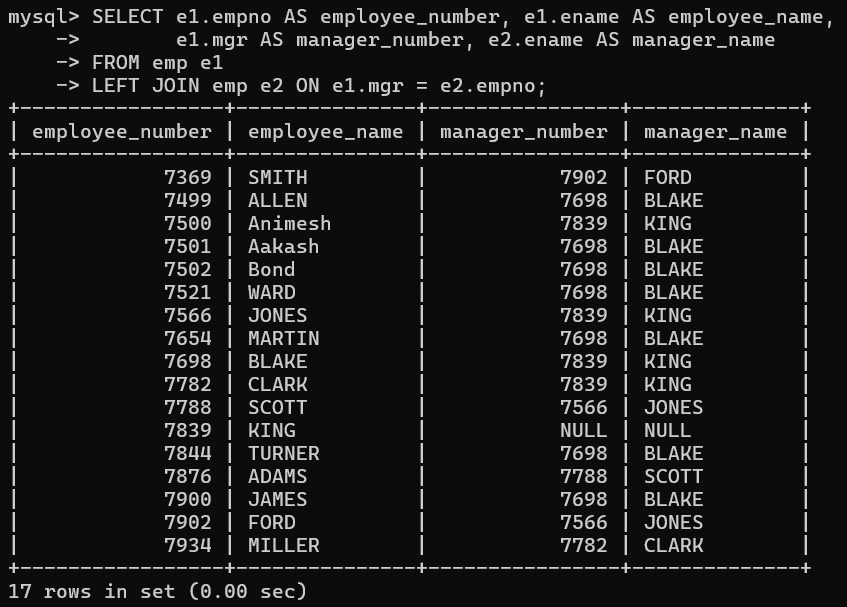 mysql> SELECT e1.empno AS employee_number, e1.ename AS employee_name,
    ->        e1.mgr AS manager_number, e2.ename AS manager_name
    -> FROM emp e1
    -> LEFT JOIN emp e2 ON e1.mgr = e2.empno;
+-----------------+---------------+----------------+--------------+
| employee_number | employee_name | manager_number | manager_name |
+-----------------+---------------+----------------+--------------+
|            7369 | SMITH         |           7902 | FORD         |
|            7499 | ALLEN         |           7698 | BLAKE        |
|            7500 | Animesh       |           7839 | KING         |
|            7501 | Aakash        |           7698 | BLAKE        |
|            7502 | Bond          |           7698 | BLAKE        |
|            7521 | WARD          |           7698 | BLAKE        |
|            7566 | JONES         |           7839 | KING         |
|            7654 | MARTIN        |           7698 | BLAKE        |
|            7698 | BLAKE         |           7839 | KING         |
|            7782 | CLARK         |           7839 | KING         |
|            7788 | SCOTT         |           7566 | JONES        |
|            7839 | KING          |           NULL | NULL         |
|            7844 | TURNER        |           7698 | BLAKE        |
|            7876 | ADAMS         |           7788 | SCOTT        |
|            7900 | JAMES         |           7698 | BLAKE        |
|            7902 | FORD          |           7566 | JONES        |
|            7934 | MILLER        |           7782 | CLARK        |
+-----------------+---------------+----------------+--------------+
17 rows in set (0.00 sec)